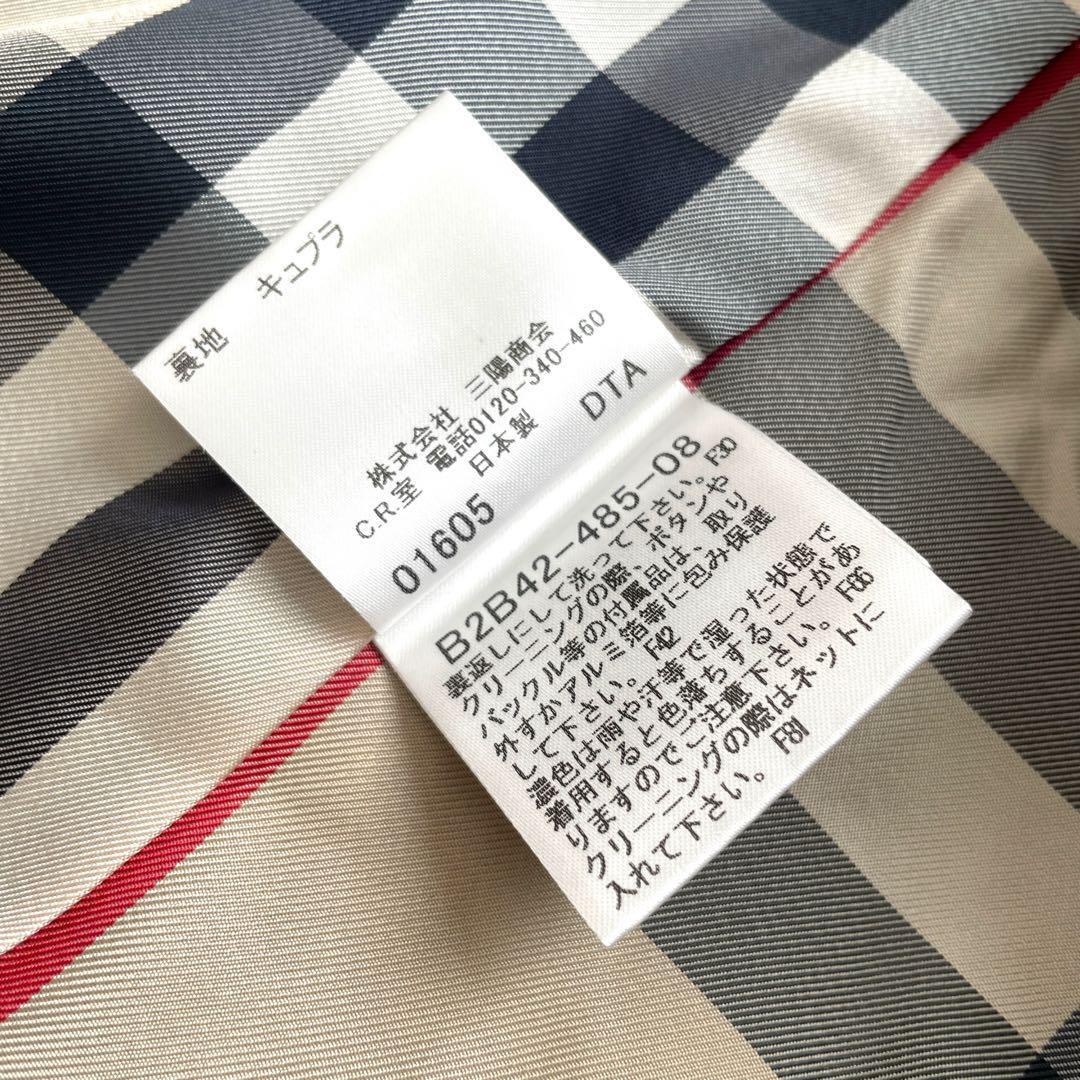 裏地 キュプラ
株式会社 三陽商会
C.R.室 電話0120-340-460
日本製
01605 DTA
B2B42-485-08
裏返しにして洗って下さい。 F30
クリーニングの際、ボタンや
バックル等の付属品は、取り
外すかアルミ箔等に包み保護
して下さい。 F42
濃色は雨や汗等で湿った状態で
着用すると色落ちすることがあ
りますのでご注意下さい。 F66
クリーニングの際はネットに
入れて下さい。 F81